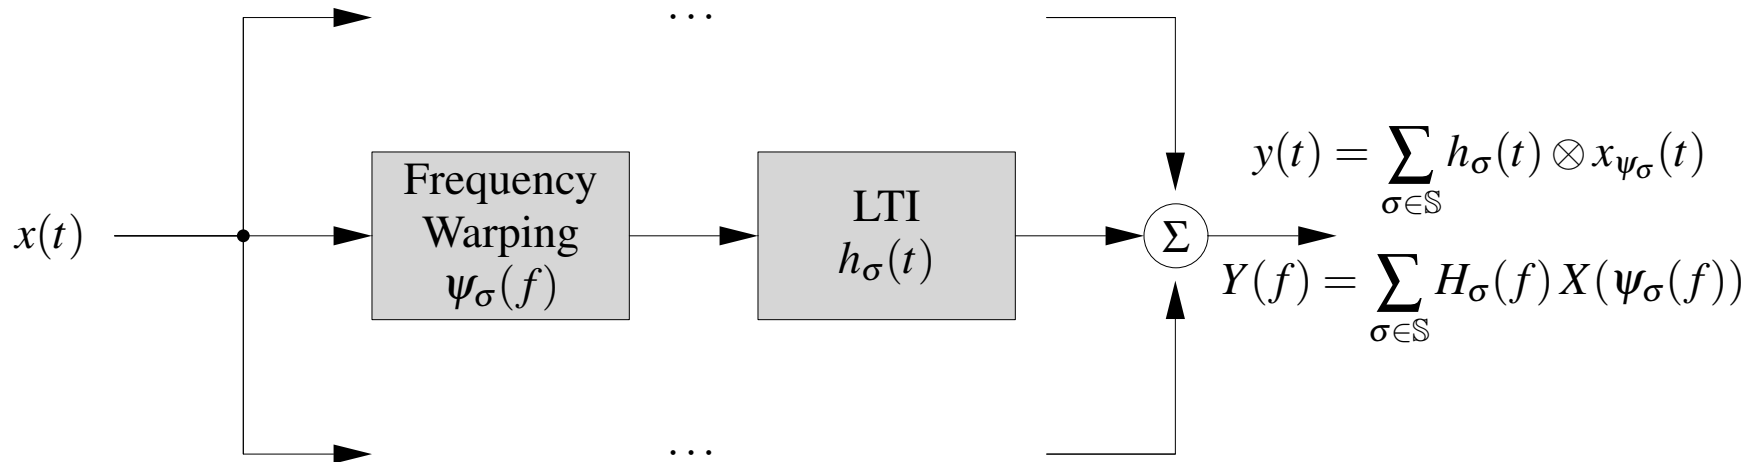 ...
x(t)
Frequency
Warping
ψσ(f)
LTI
hσ(t)
Σ
y(t) = ∑σ∈𝕊 hσ(t) ⊗ xψσ(t)
Y(f) = ∑σ∈𝕊 Hσ(f) X(ψσ(f))
...